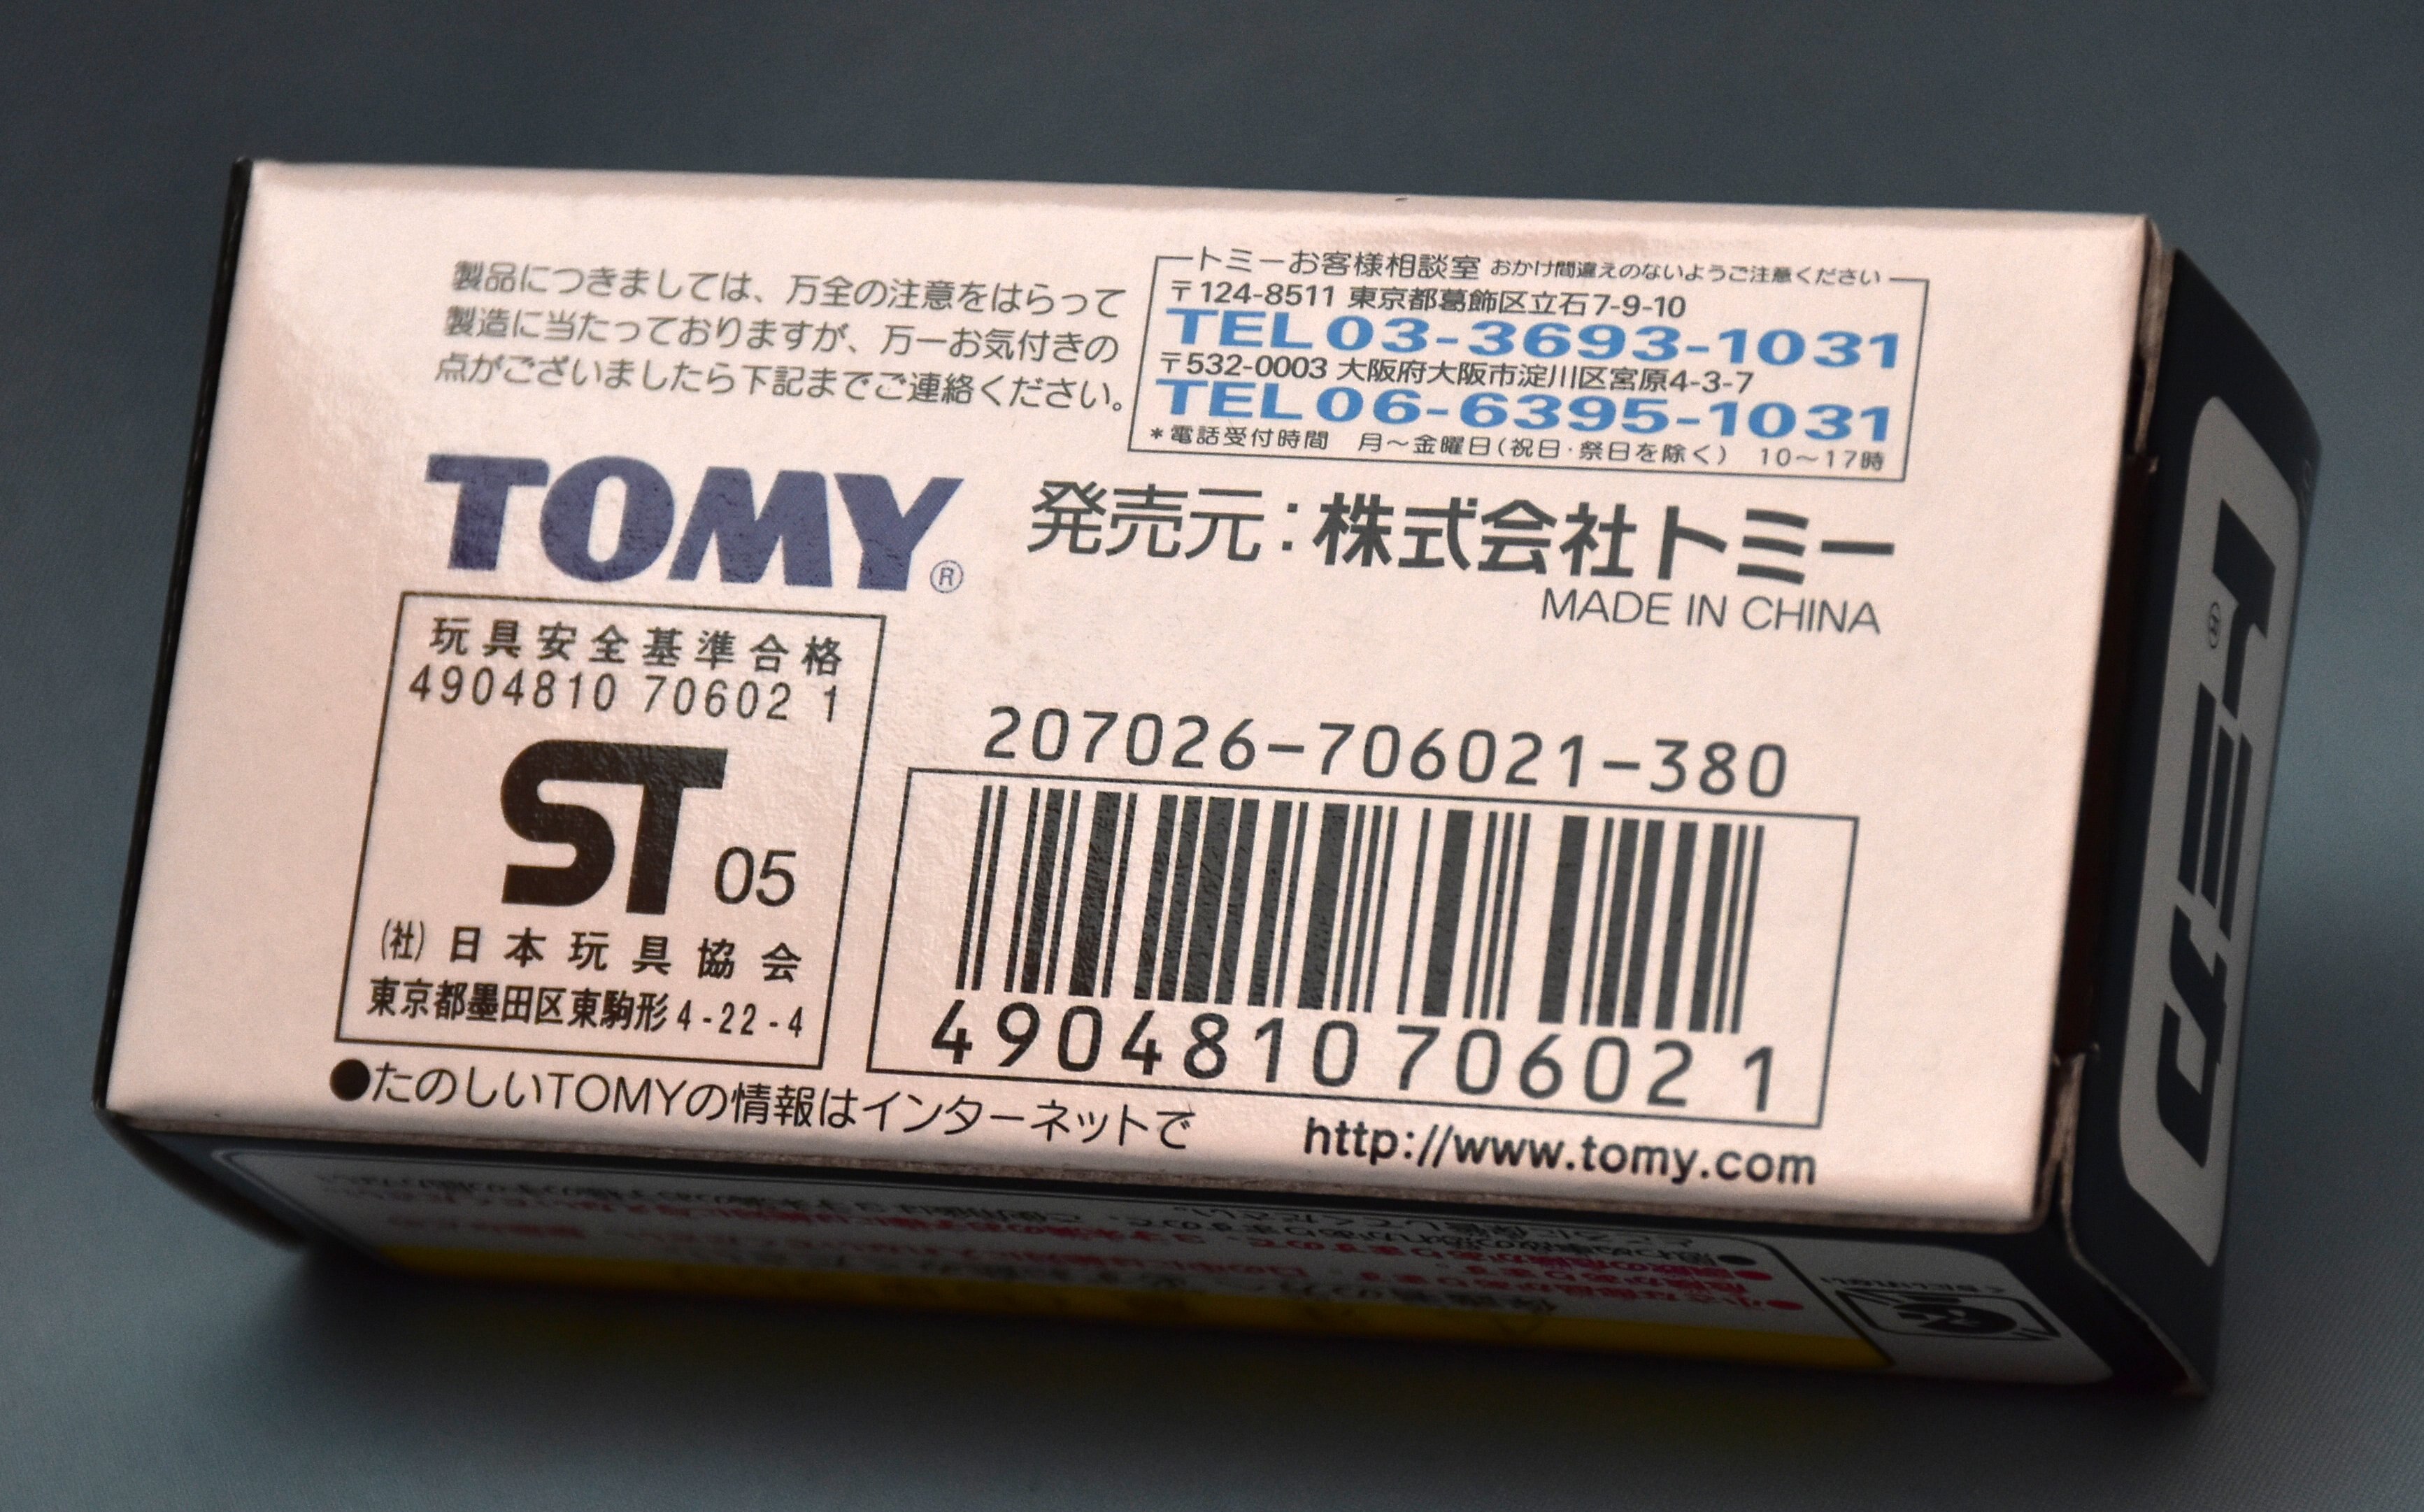 製品につきましては、万全の注意をはらって
製造に当たっておりますが、万一お気付きの
点がございましたら下記までご連絡ください。
トミーお客様相談室 おかけ間違えのないようご注意ください
〒124-8511 東京都葛飾区立石7-9-10
TEL03-3693-1031
〒532-0003 大阪府大阪市淀川区宮原4-3-7
TEL06-6395-1031
*電話受付時間 月～金曜日(祝日·祭日を除く) 10～17時
TOMY®
発売元:株式会社トミー
MADE IN CHINA
玩具安全基準合格
4904810 70602 1
ST 05
(社)日本玩具協会
東京都墨田区東駒形4-22-4
207026-706021-380
4904810 706021
●たのしいTOMYの情報はインターネットで http://www.tomy.com
トミカ®